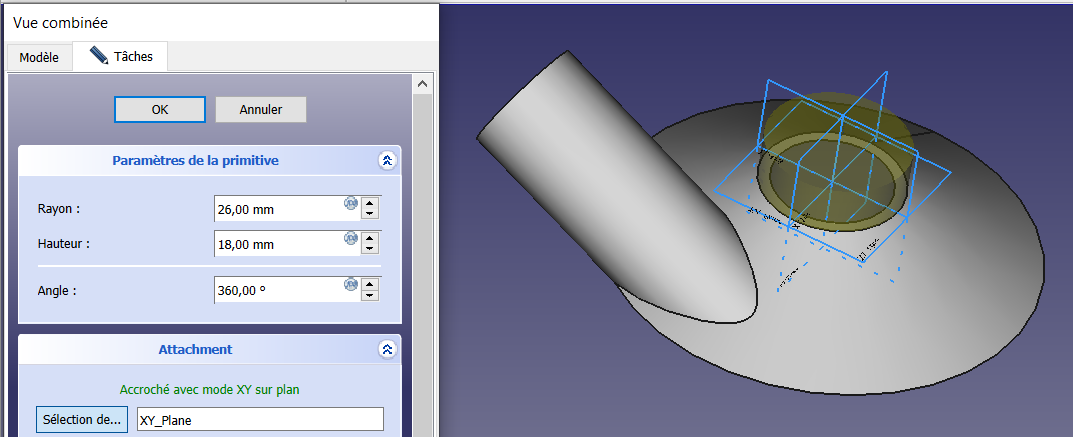 Vue combinée
Modèle
Tâches
OK
Annuler
Paramètres de la primitive
Rayon :
26,00 mm
Hauteur :
18,00 mm
Angle :
360,00 °
Attachment
Accroché avec mode XY sur plan
Sélection de...
XY_Plane